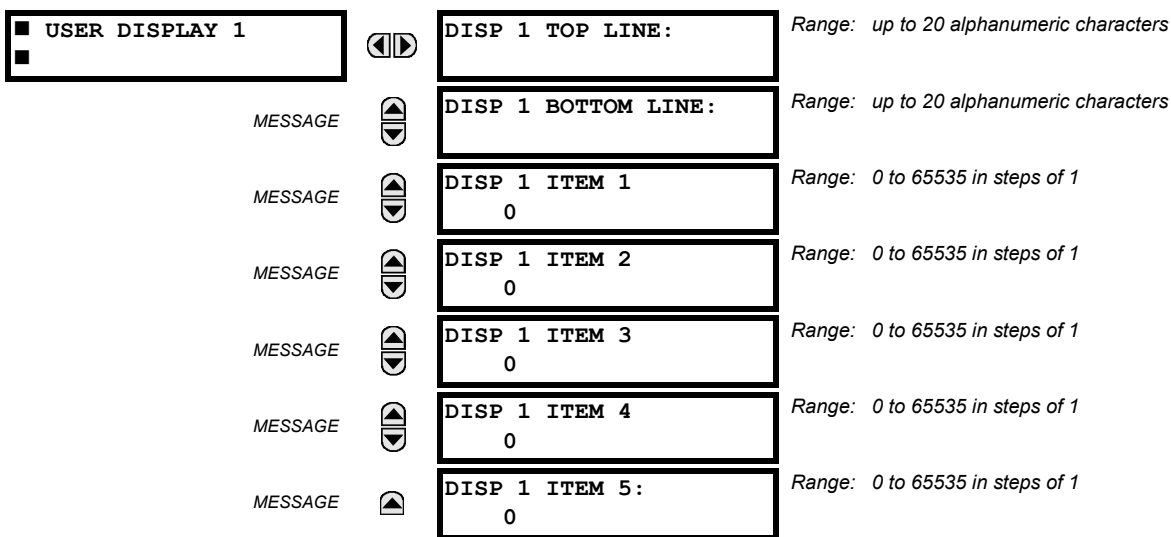 ■ USER DISPLAY 1
■
DISP 1 TOP LINE:
Range: up to 20 alphanumeric characters
MESSAGE
DISP 1 BOTTOM LINE:
Range: up to 20 alphanumeric characters
MESSAGE
DISP 1 ITEM 1
0
Range: 0 to 65535 in steps of 1
MESSAGE
DISP 1 ITEM 2
0
Range: 0 to 65535 in steps of 1
MESSAGE
DISP 1 ITEM 3
0
Range: 0 to 65535 in steps of 1
MESSAGE
DISP 1 ITEM 4
0
Range: 0 to 65535 in steps of 1
MESSAGE
DISP 1 ITEM 5:
0
Range: 0 to 65535 in steps of 1